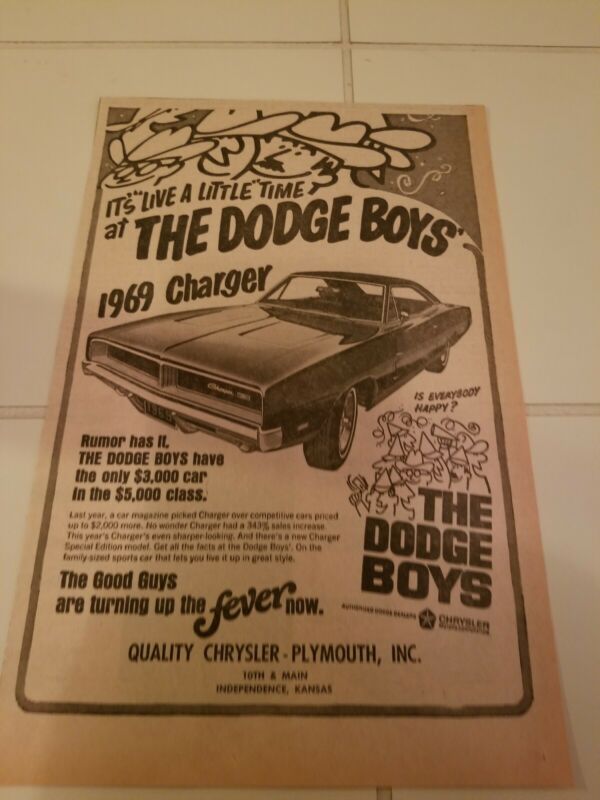 IT'S "LIVE A LITTLE" TIME
at THE DODGE BOYS'
1969 Charger
Charger
1969
IS EVERYBODY
HAPPY?
Rumor has it,
THE DODGE BOYS have
the only $3,000 car
in the $5,000 class.
Last year, a car magazine picked Charger over competitive cars priced
up to $2,000 more. No wonder Charger had a 343% sales increase.
This year's Charger's even sharper-looking. And there's a new Charger
Special Edition model. Get all the facts at the Dodge Boys'. On the
family-sized sports car that lets you live it up in great style.
THE
DODGE
BOYS
The Good Guys
are turning up the fever now.
AUTHORIZED DODGE DEALERS
CHRYSLER
MOTORS CORPORATION
QUALITY CHRYSLER - PLYMOUTH, INC.
10TH & MAIN
INDEPENDENCE, KANSAS